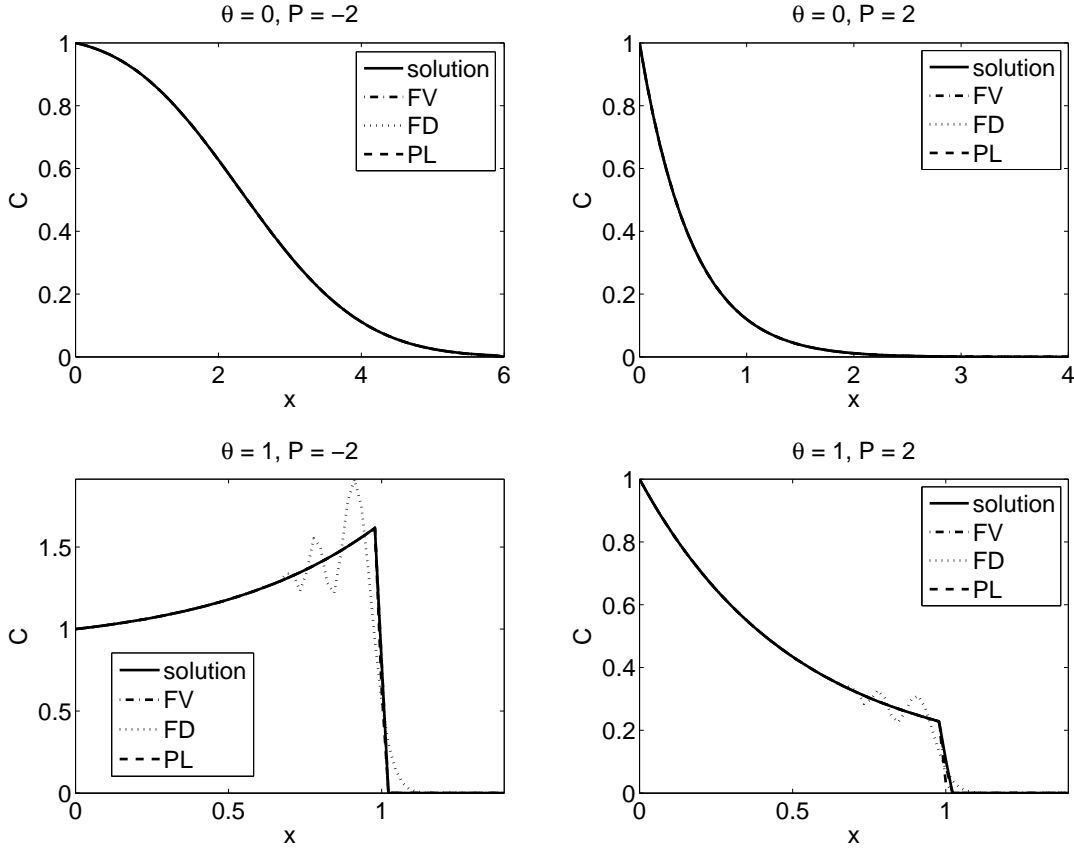 θ = 0, P = −2
1
0.8
0.6
0.4
0.2
0
C
0
2
4
6
x
solution
FV
FD
PL
θ = 0, P = 2
1
0.8
0.6
0.4
0.2
0
C
0
1
2
3
4
x
solution
FV
FD
PL
θ = 1, P = −2
1.5
1
0.5
0
C
0
0.5
1
x
solution
FV
FD
PL
θ = 1, P = 2
1
0.8
0.6
0.4
0.2
0
C
0
0.5
1
x
solution
FV
FD
PL